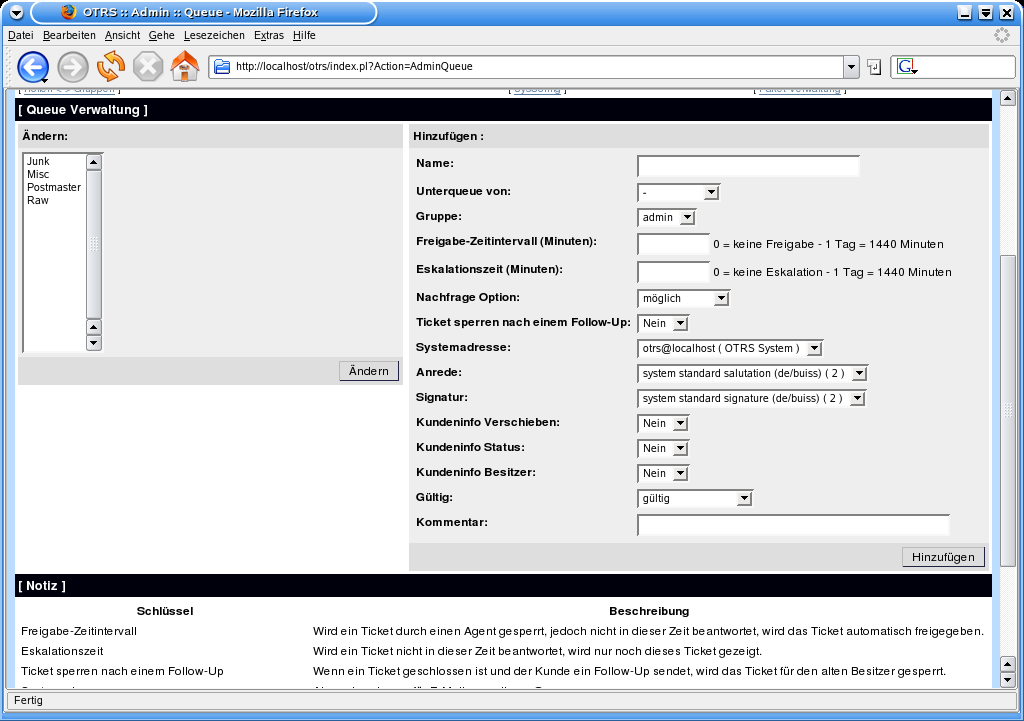 OTRS :: Admin :: Queue - Mozilla Firefox
Datei Bearbeiten Ansicht Gehe Lesezeichen Extras Hilfe
http://localhost/otrs/index.pl?Action=AdminQueue
G
[ Queue Verwaltung ]
Ändern:
Junk
Misc
Postmaster
Raw
Ändern
Hinzufügen :
Name:
Unterqueue von: -
Gruppe: admin
Freigabe-Zeitintervall (Minuten): 0 = keine Freigabe - 1 Tag = 1440 Minuten
Eskalationszeit (Minuten): 0 = keine Eskalation - 1 Tag = 1440 Minuten
Nachfrage Option: möglich
Ticket sperren nach einem Follow-Up: Nein
Systemadresse: otrs@localhost ( OTRS System )
Anrede: system standard salutation (de/buiss) ( 2 )
Signatur: system standard signature (de/buiss) ( 2 )
Kundeninfo Verschieben: Nein
Kundeninfo Status: Nein
Kundeninfo Besitzer: Nein
Gültig: gültig
Kommentar:
Hinzufügen
[ Notiz ]
Schlüssel Beschreibung
Freigabe-Zeitintervall Wird ein Ticket durch einen Agent gesperrt, jedoch nicht in dieser Zeit beantwortet, wird das Ticket automatisch freigegeben.
Eskalationszeit Wird ein Ticket nicht in dieser Zeit beantwortet, wird nur noch dieses Ticket gezeigt.
Ticket sperren nach einem Follow-Up Wenn ein Ticket geschlossen ist und der Kunde ein Follow-Up sendet, wird das Ticket für den alten Besitzer gesperrt.
Fertig